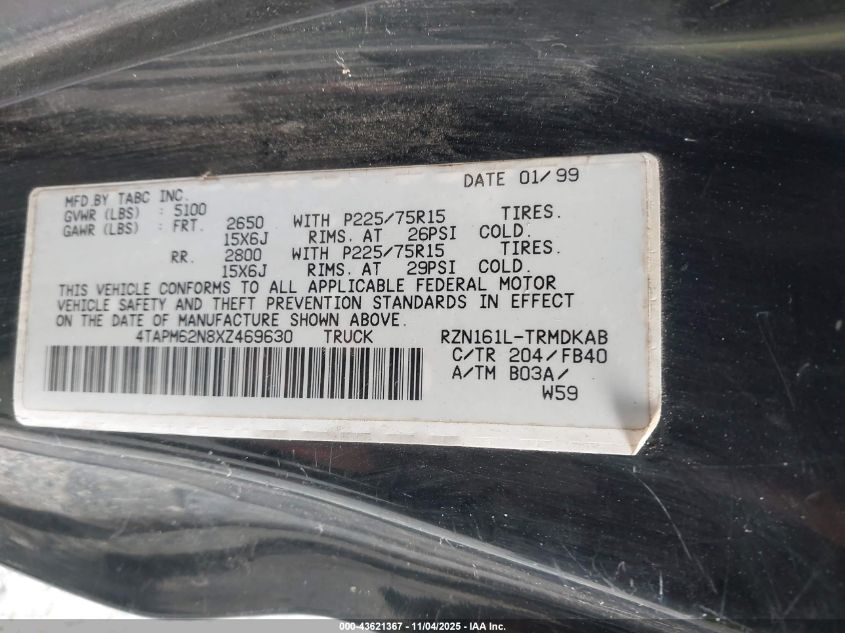 DATE 01/99
MFD.BY TABC INC.
GVWR (LBS) : 5100
GAWR (LBS) : FRT. 2650 WITH P225/75R15 TIRES.
15X6J RIMS. AT 26PSI COLD.
RR. 2800 WITH P225/75R15 TIRES.
15X6J RIMS. AT 29PSI COLD.
THIS VEHICLE CONFORMS TO ALL APPLICABLE FEDERAL MOTOR
VEHICLE SAFETY AND THEFT PREVENTION STANDARDS IN EFFECT
ON THE DATE OF MANUFACTURE SHOWN ABOVE.
4TAPM62N8XZ469630 TRUCK RZN161L-TRMDKAB
C/TR 204/FB40
A/TM B03A/
W59
000-43621367 - 11/04/2025 - IAA Inc.